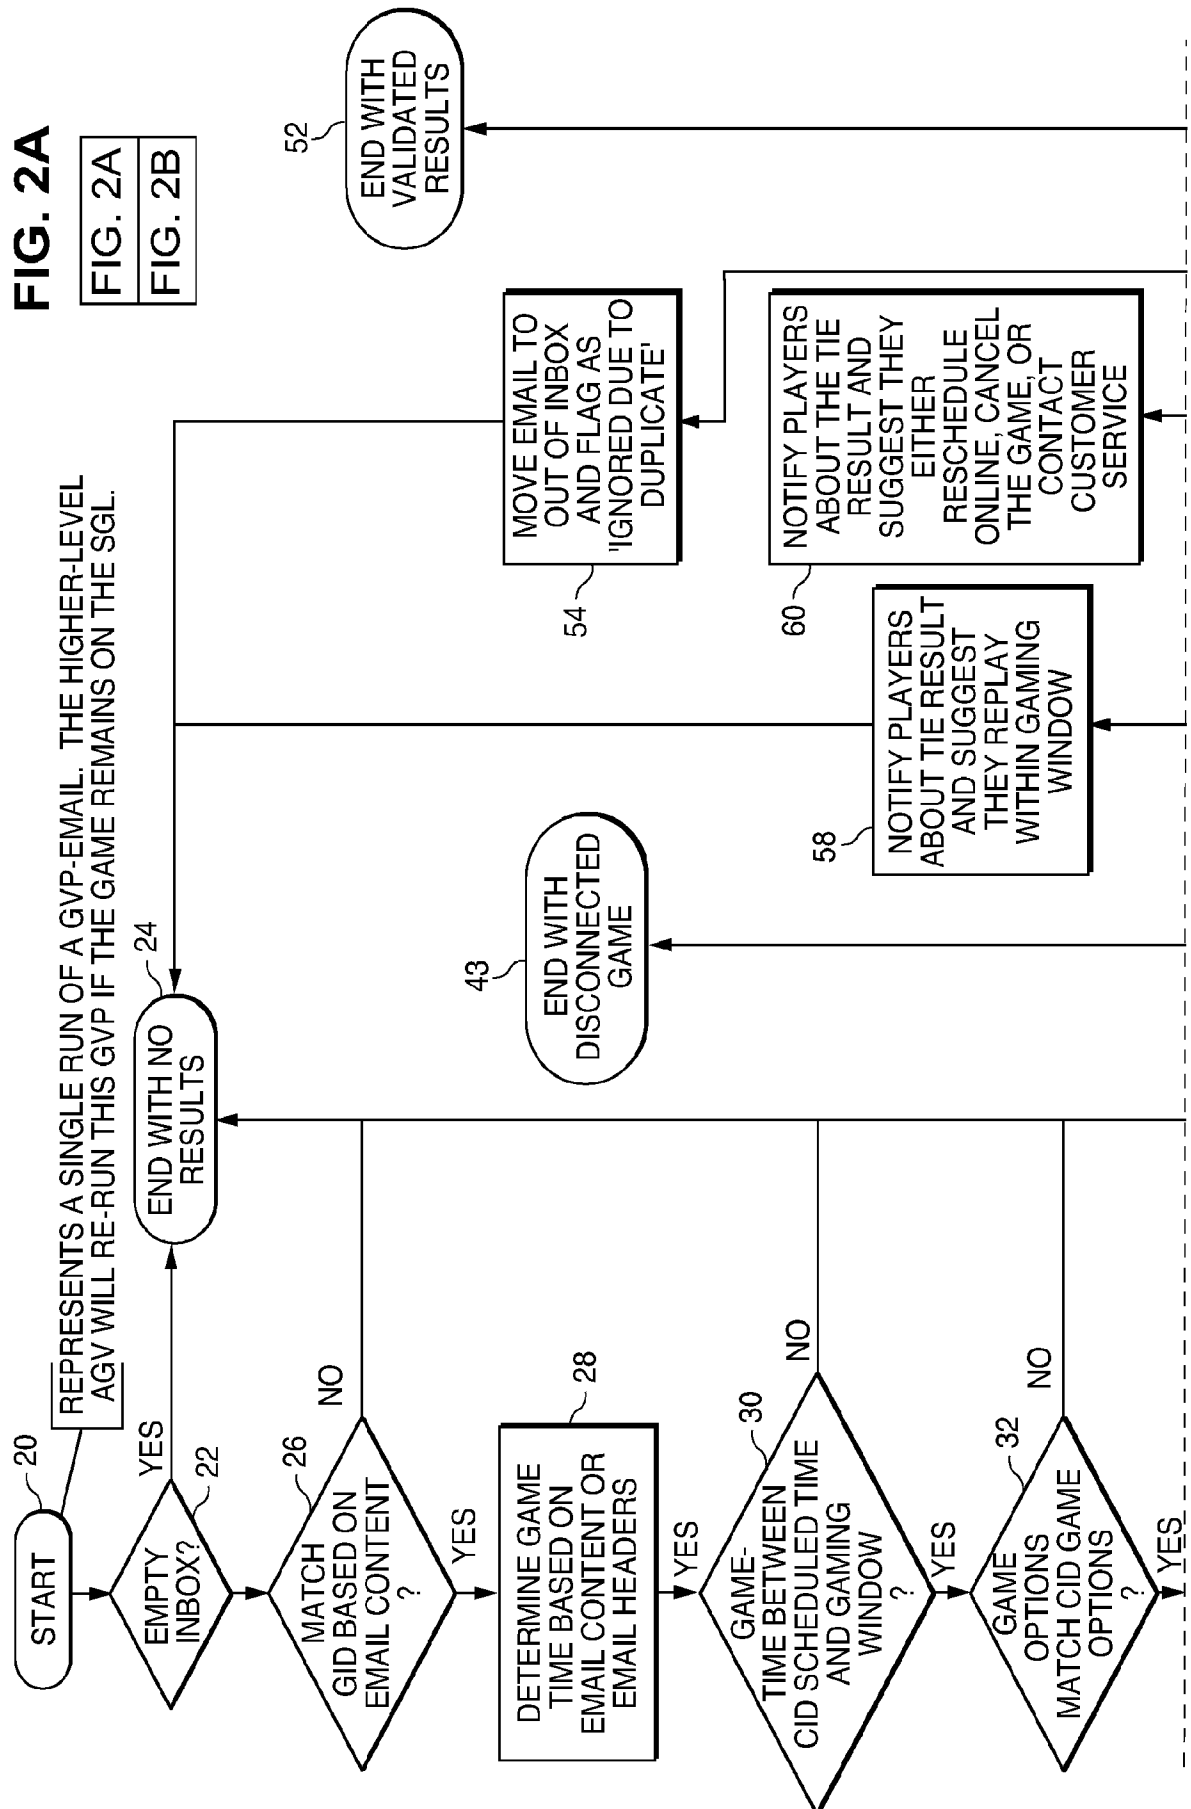 FIG. 2A
FIG. 2A
FIG. 2B
REPRESENTS A SINGLE RUN OF A GVP-EMAIL. THE HIGHER-LEVEL
AGV WILL RE-RUN THIS GVP IF THE GAME REMAINS ON THE SGL.
20
START
22
EMPTY
INBOX?
YES
24
END WITH NO
RESULTS
26
MATCH
GID BASED ON
EMAIL CONTENT
?
NO
YES
28
DETERMINE GAME
TIME BASED ON
EMAIL CONTENT OR
EMAIL HEADERS
YES
30
GAME-
TIME BETWEEN
CID SCHEDULED TIME
AND GAMING
WINDOW
?
NO
YES
32
GAME
OPTIONS
MATCH CID GAME
OPTIONS
?
NO
YES
43
END WITH
DISCONNECTED
GAME
52
END WITH
VALIDATED
RESULTS
54
MOVE EMAIL TO
OUT OF INBOX
AND FLAG AS
'IGNORED DUE TO
DUPLICATE'
58
NOTIFY PLAYERS
ABOUT TIE RESULT
AND SUGGEST
THEY REPLAY
WITHIN GAMING
WINDOW
60
NOTIFY PLAYERS
ABOUT THE TIE
RESULT AND
SUGGEST THEY
EITHER
RESCHEDULE
ONLINE, CANCEL
THE GAME, OR
CONTACT
CUSTOMER
SERVICE